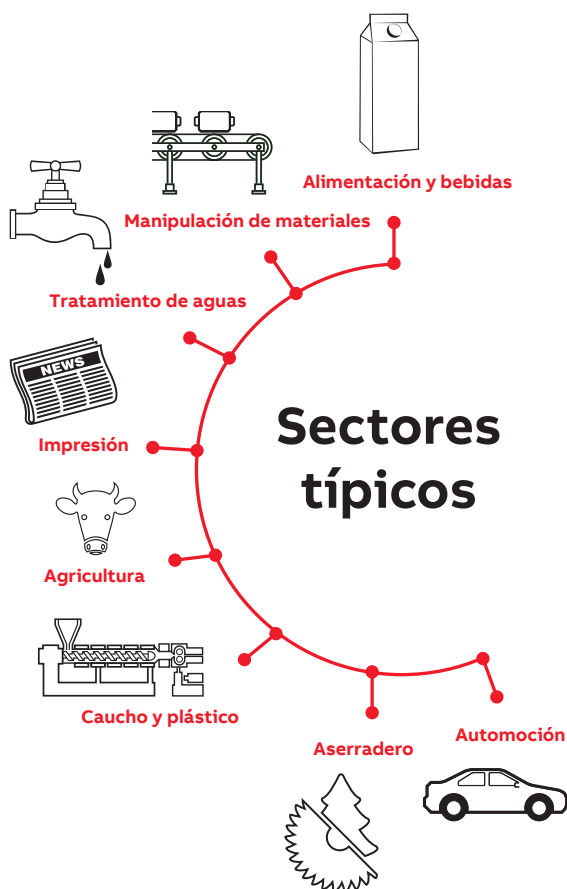 Alimentación y bebidas
Manipulación de materiales
Tratamiento de aguas
NEWS
Impresión
Sectores
típicos
Agricultura
Caucho y plástico
Aserradero
Automoción